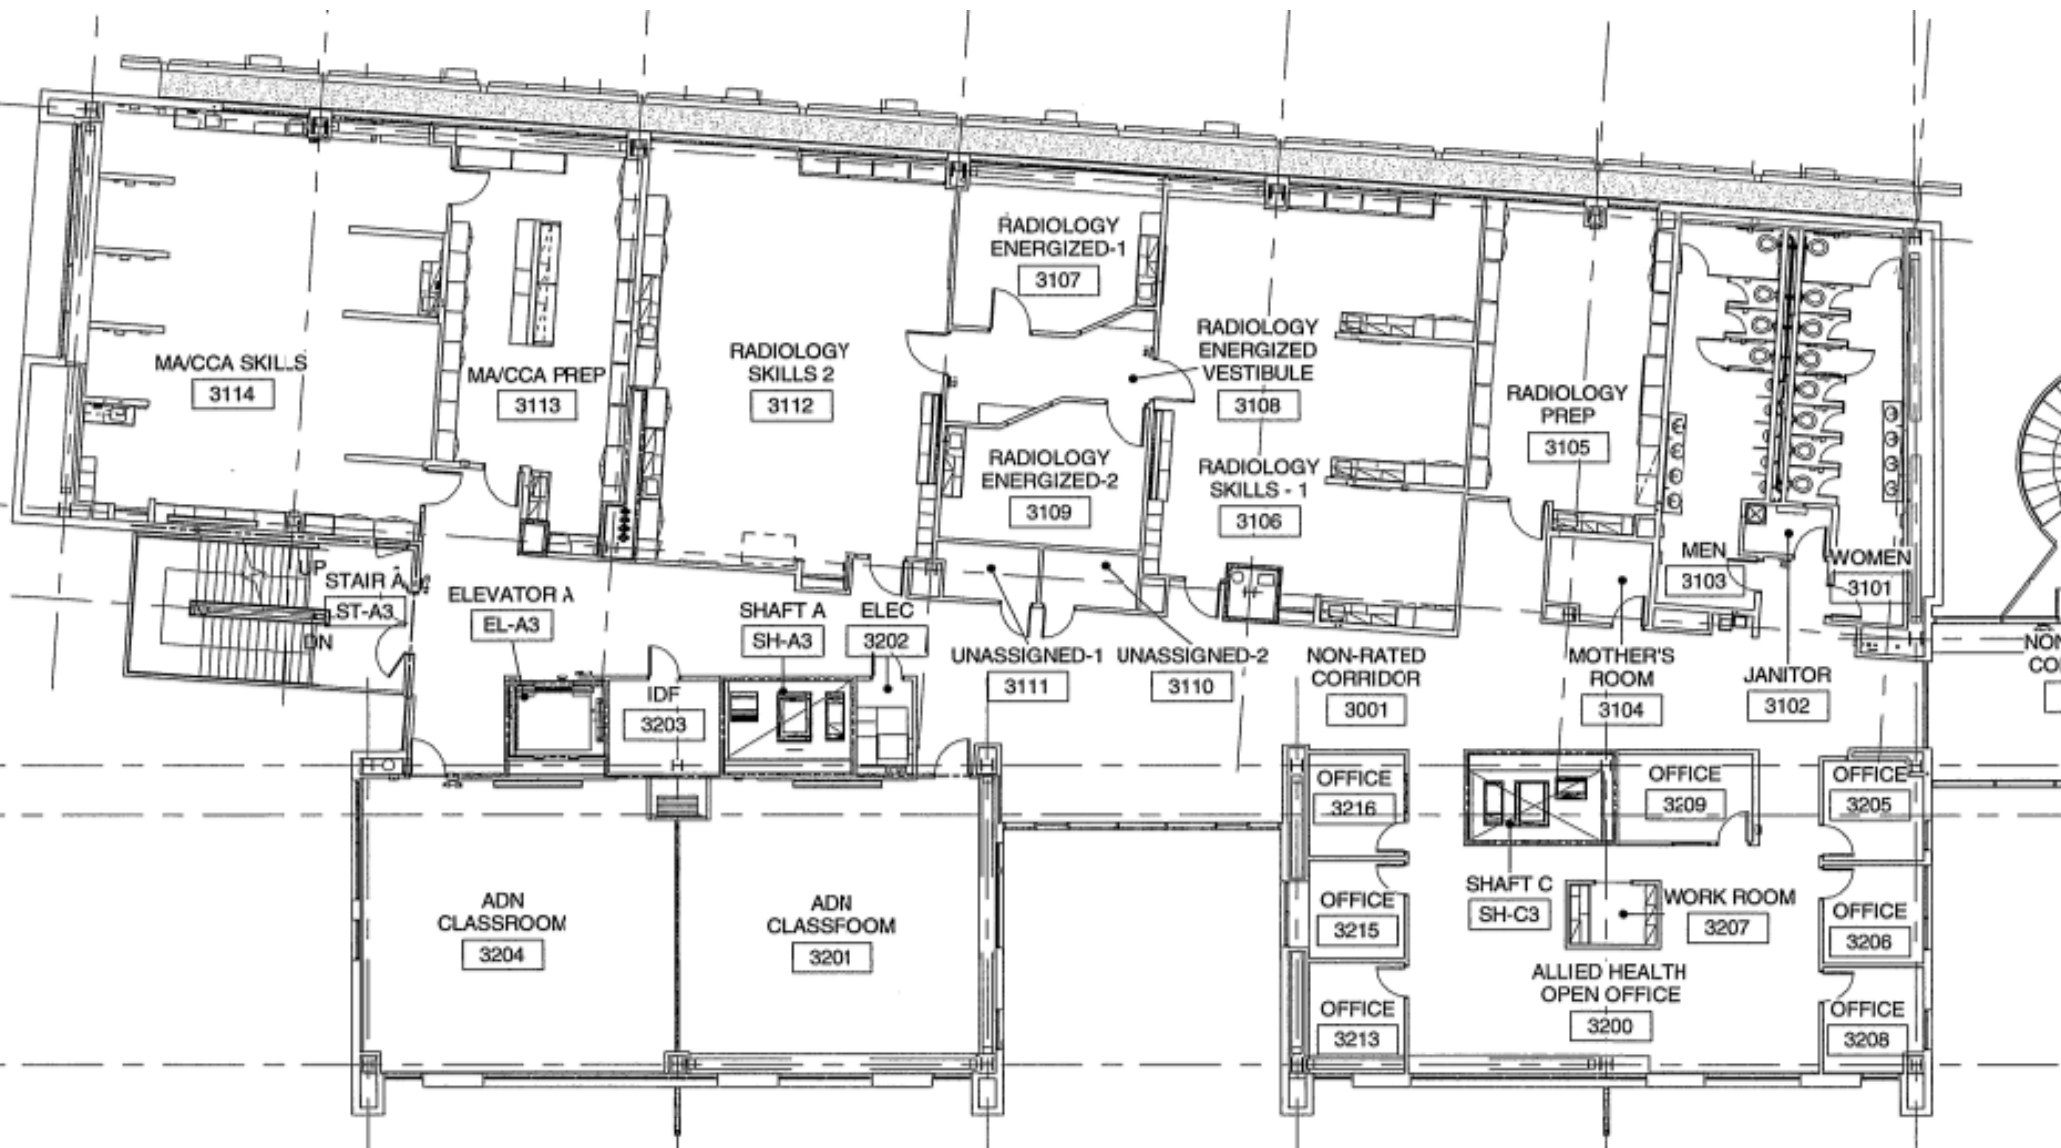 RADIOLOGY
ENERGIZED-1
3107
MA/CCA SKILLS
3114
MA/CCA PREP
3113
RADIOLOGY
SKILLS 2
3112
RADIOLOGY
ENERGIZED
VESTIBULE
3108
RADIOLOGY
PREP
3105
RADIOLOGY
ENERGIZED-2
3109
RADIOLOGY
SKILLS - 1
3106
MEN
3103
WOMEN
3101
UP
STAIR A
ST-A3
DN
ELEVATOR A
EL-A3
SHAFT A
SH-A3
ELEC
3202
UNASSIGNED-1
3111
UNASSIGNED-2
3110
NON-RATED
CORRIDOR
3001
MOTHER'S
ROOM
3104
JANITOR
3102
NON
CO
IDF
3203
OFFICE
3216
OFFICE
3209
OFFICE
3205
ADN
CLASSROOM
3204
ADN
CLASSFOOM
3201
OFFICE
3215
SHAFT C
SH-C3
WORK ROOM
3207
OFFICE
3206
ALLIED HEALTH
OPEN OFFICE
3200
OFFICE
3213
OFFICE
3208